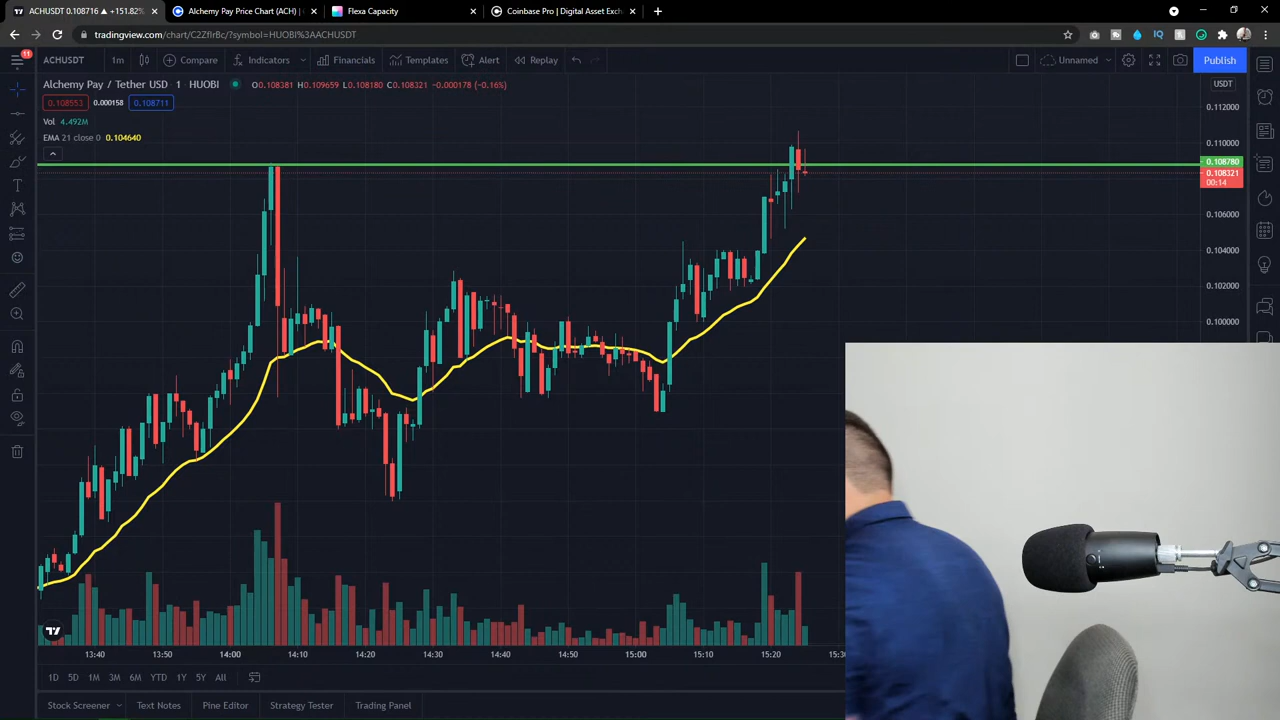 ACHUSDT 0.108716 ▲ +151.82% ×
Alchemy Pay Price Chart (ACH) | ×
Flexa Capacity ×
Coinbase Pro | Digital Asset Exch ×
tradingview.com/chart/C2ZfIrBc/?symbol=HUOBI%3AACHUSDT
11
ACHUSDT 1m Compare Indicators Financials Templates Alert Replay Unnamed Publish
Alchemy Pay / Tether USD 1 HUOBI O0.108381 H0.109659 L0.108180 C0.108321 −0.000178 (−0.16%)
0.108553 0.000158 0.108711
Vol 4.492M
EMA 21 close 0 0.104640
USDT
0.112000
0.110000
0.108780
0.108321
00:14
0.106000
0.104000
0.102000
0.100000
13:40 13:50 14:00 14:10 14:20 14:30 14:40 14:50 15:00 15:10 15:20 15:30
1D 5D 1M 3M 6M YTD 1Y 5Y All
Stock Screener Text Notes Pine Editor Strategy Tester Trading Panel